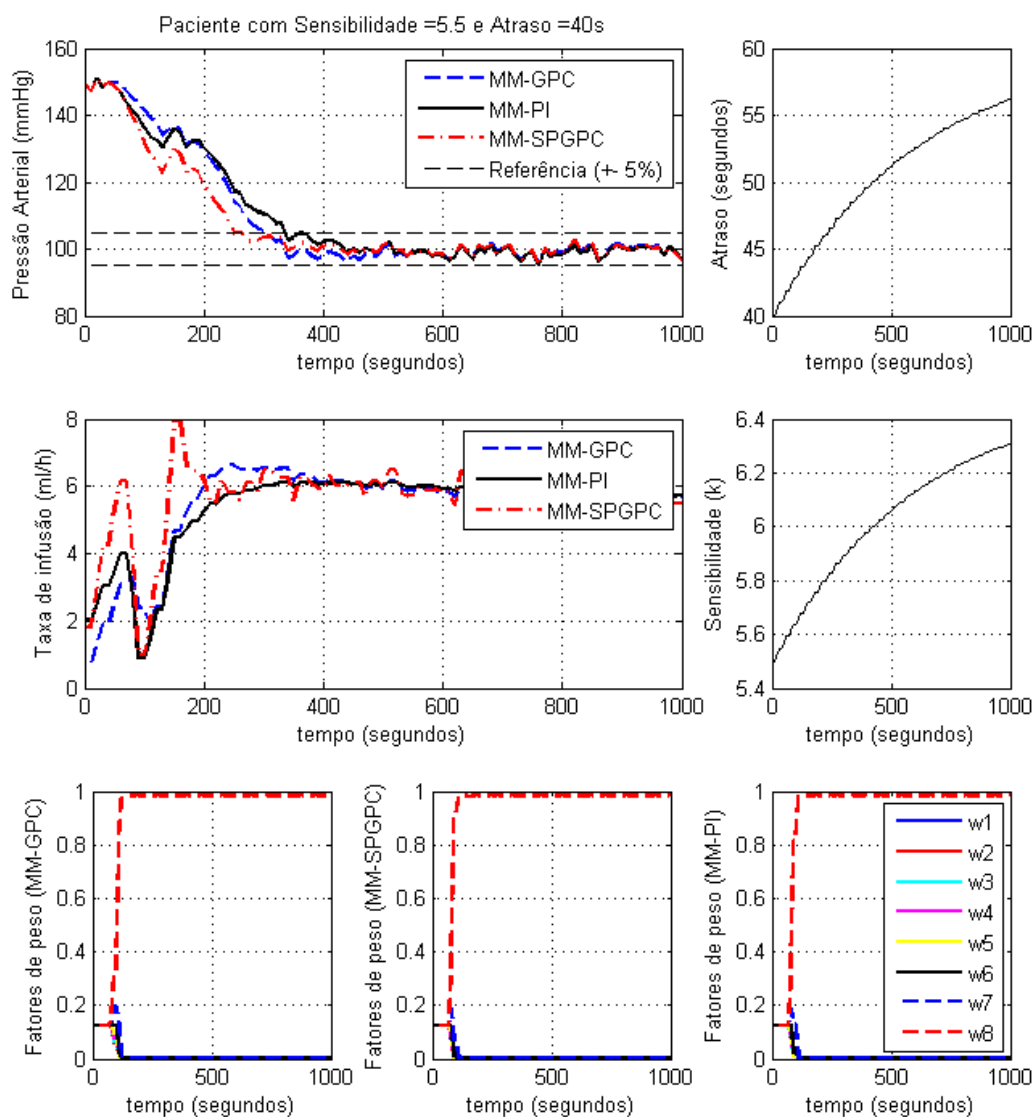 Paciente com Sensibilidade =5.5 e Atraso =40s
Pressão Arterial (mmHg)
160
140
120
100
80
0
200
400
600
800
1000
tempo (segundos)
MM-GPC
MM-PI
MM-SPGPC
Referência (+- 5%)
Atraso (segundos)
60
55
50
45
40
0
500
1000
tempo (segundos)
Taxa de infusão (ml/h)
8
6
4
2
0
0
200
400
600
800
1000
tempo (segundos)
MM-GPC
MM-PI
MM-SPGPC
Sensibilidade (k)
6.4
6.2
6
5.8
5.6
5.4
0
500
1000
tempo (segundos)
Fatores de peso (MM-GPC)
1
0.8
0.6
0.4
0.2
0
0
500
1000
tempo (segundos)
Fatores de peso (MM-SPGPC)
1
0.8
0.6
0.4
0.2
0
0
500
1000
tempo (segundos)
Fatores de peso (MM-PI)
1
0.8
0.6
0.4
0.2
0
0
500
1000
tempo (segundos)
w1
w2
w3
w4
w5
w6
w7
w8